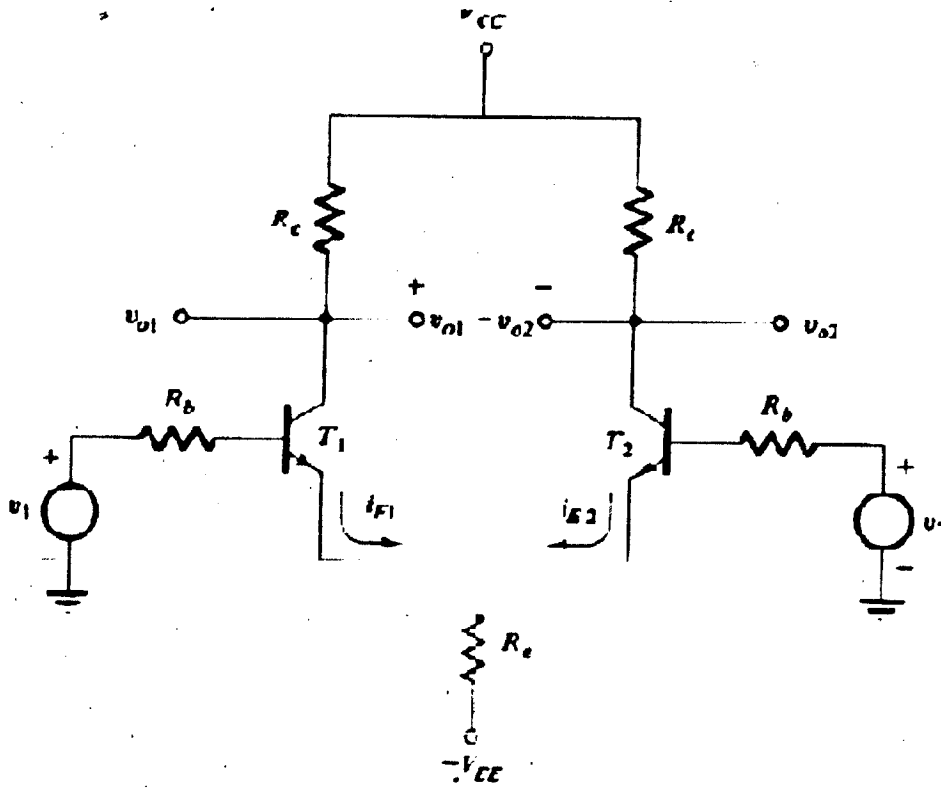 v_CC
R_c
R_c
v_o1
+
v_o1 - v_o2
-
v_o2
R_b
T_1
T_2
R_b
+
v_1
i_E1
i_E2
+
-
R_e
-V_EE